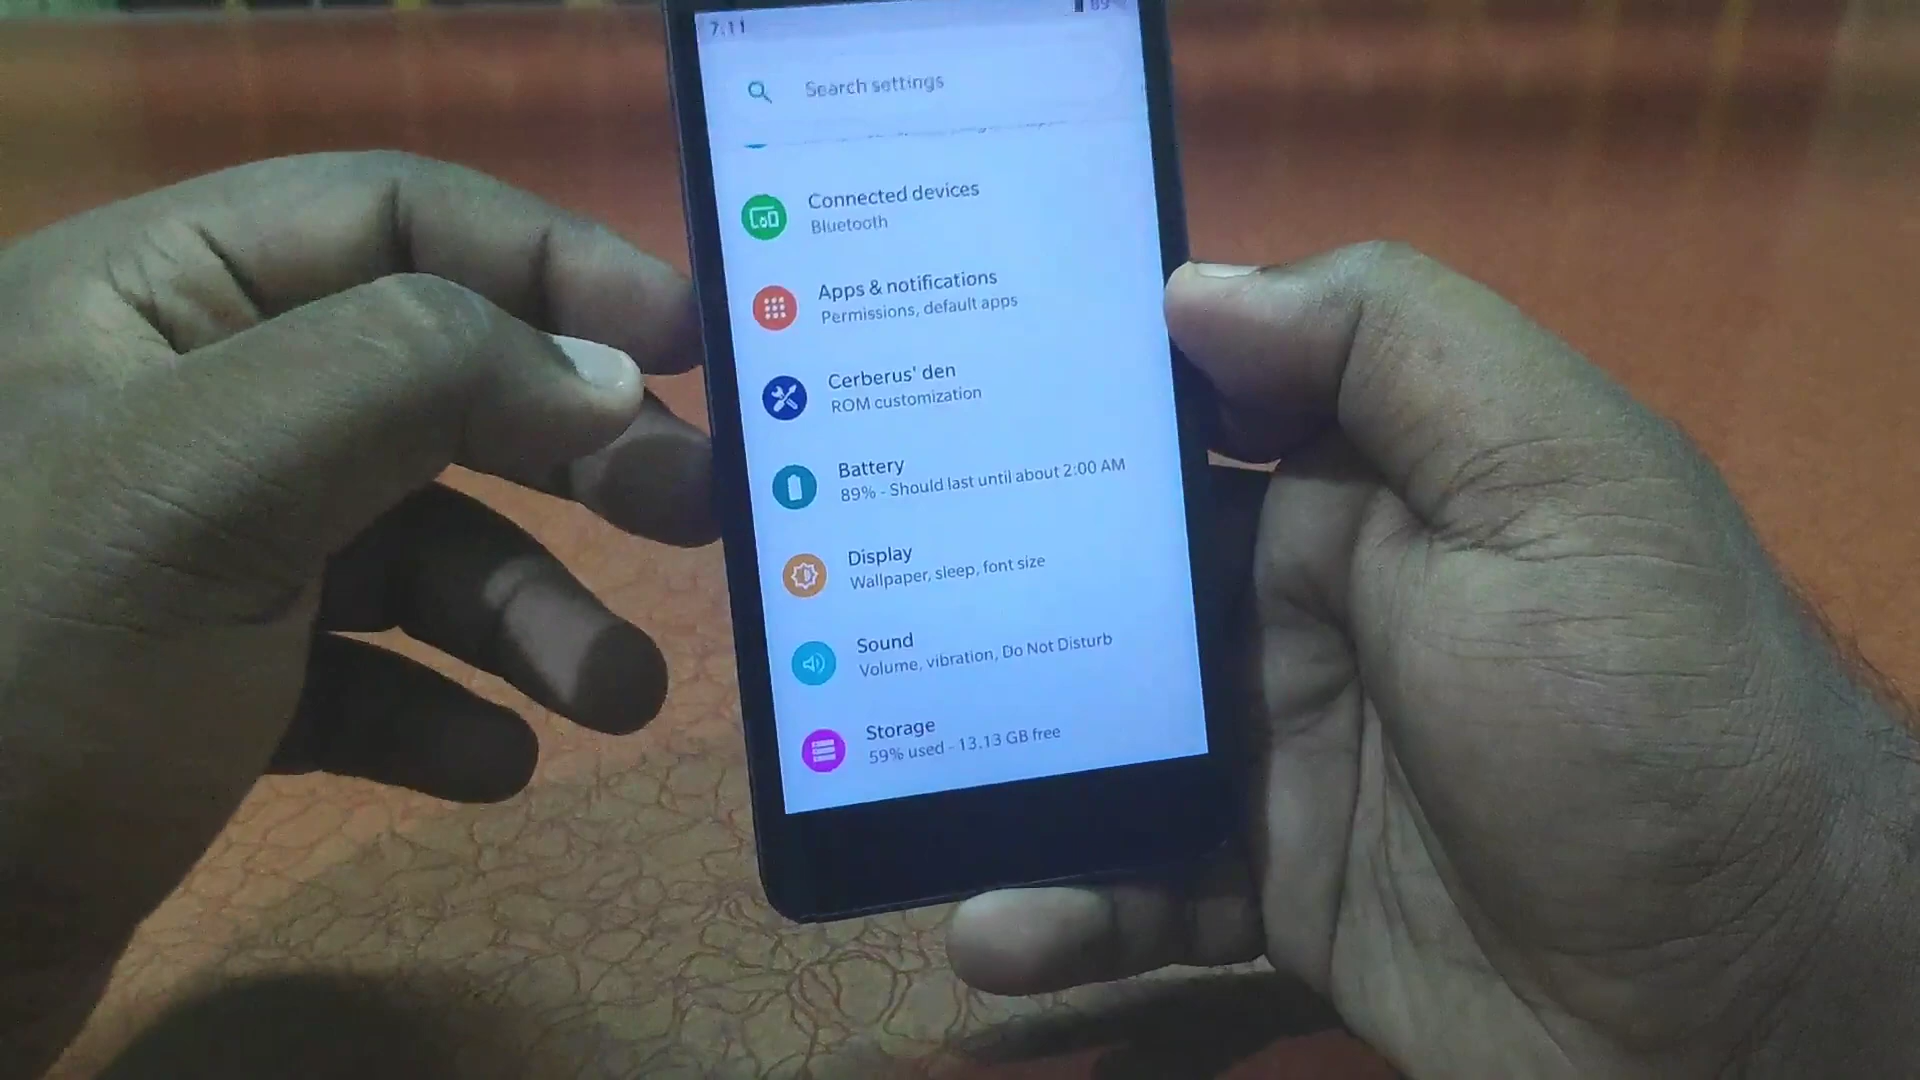 7:11
89%
Search settings
Connected devices
Bluetooth
Apps & notifications
Permissions, default apps
Cerberus' den
ROM customization
Battery
89% - Should last until about 2:00 AM
Display
Wallpaper, sleep, font size
Sound
Volume, vibration, Do Not Disturb
Storage
59% used - 13.13 GB free